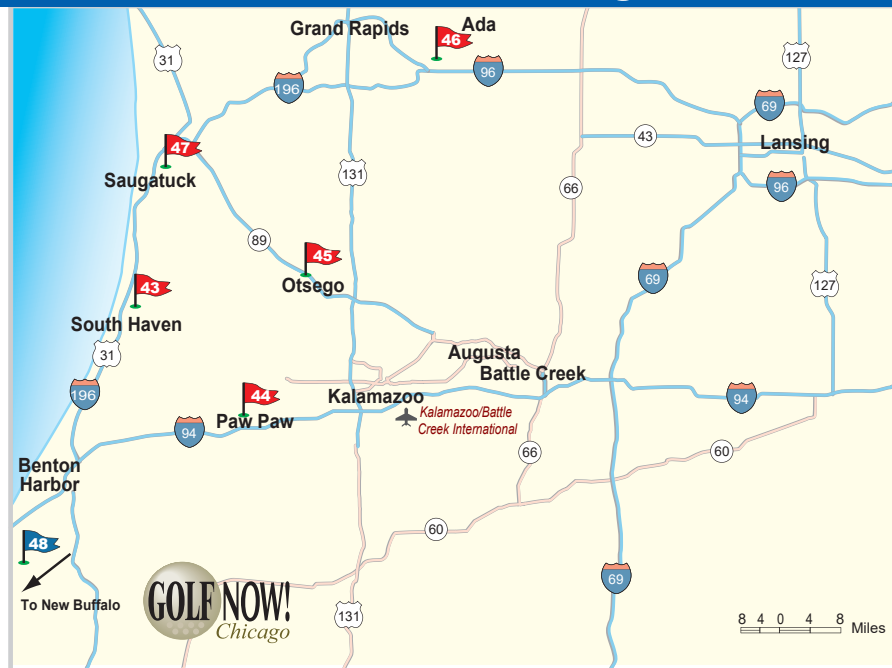 Grand Rapids
Ada
46
31
127
196
96
69
43
Lansing
47
Saugatuck
131
66
96
89
45
Otsego
69
127
43
South Haven
31
Augusta
Battle Creek
196
44
Kalamazoo
94
Paw Paw
Kalamazoo/Battle
Creek International
94
66
60
Benton
Harbor
60
48
69
To New Buffalo
GOLF NOW!
Chicago
131
8 4 0 4 8 Miles